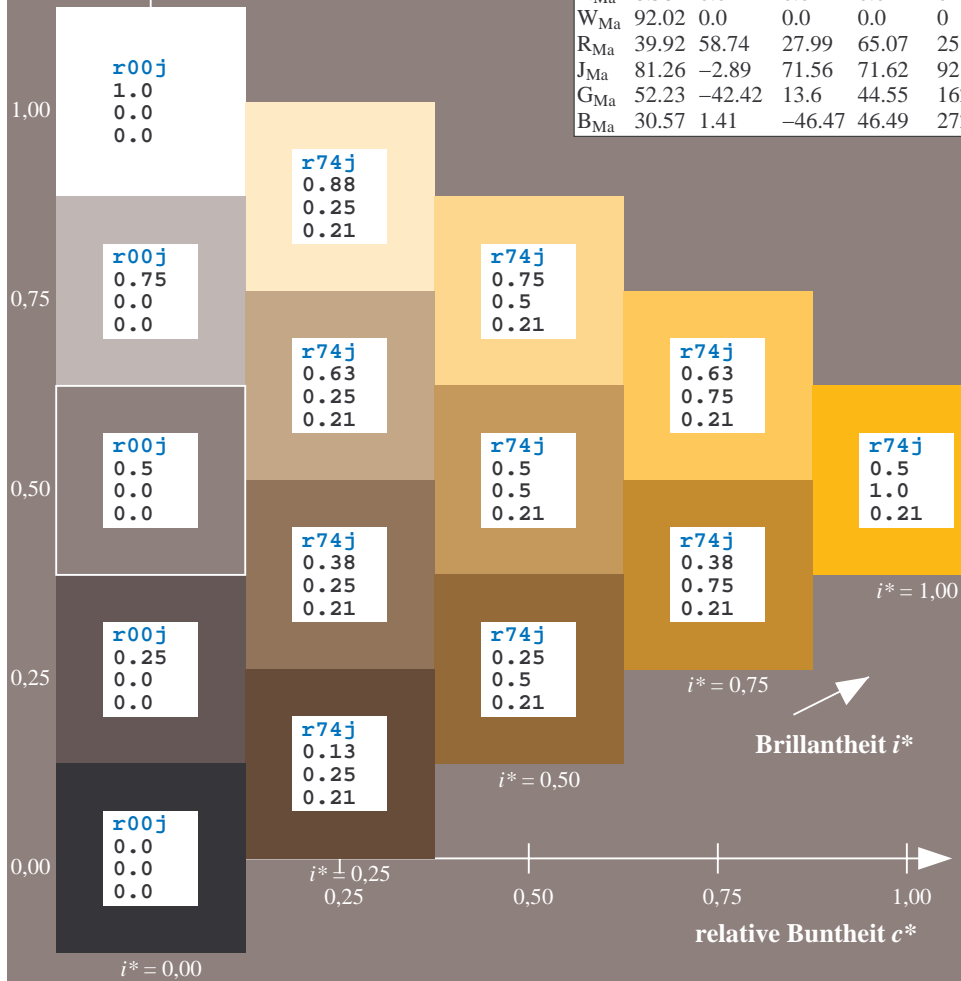 W_Ma 92.02 0.0 0.0 0.0 0
R_Ma 39.92 58.74 27.99 65.07 25
J_Ma 81.26 −2.89 71.56 71.62 92
G_Ma 52.23 −42.42 13.6 44.55
B_Ma 30.57 1.41 −46.47 46.49
r00j
1.0
0.0
0.0
1,00
r74j
0.88
0.25
0.21
r00j
0.75
0.0
0.0
r74j
0.75
0.5
0.21
0,75
r74j
0.63
0.25
0.21
r74j
0.63
0.75
0.21
r00j
0.5
0.0
0.0
r74j
0.5
0.5
0.21
r74j
0.5
1.0
0.21
0,50
r74j
0.38
0.25
0.21
r74j
0.38
0.75
0.21
i* = 1,00
r00j
0.25
0.0
0.0
r74j
0.25
0.5
0.21
0,25
i* = 0,75
r74j
0.13
0.25
0.21
Brillantheit i*
i* = 0,50
r00j
0.0
0.0
0.0
0,00
i* = 0,25
0,25 0,50 0,75 1,00
relative Buntheit c*
i* = 0,00